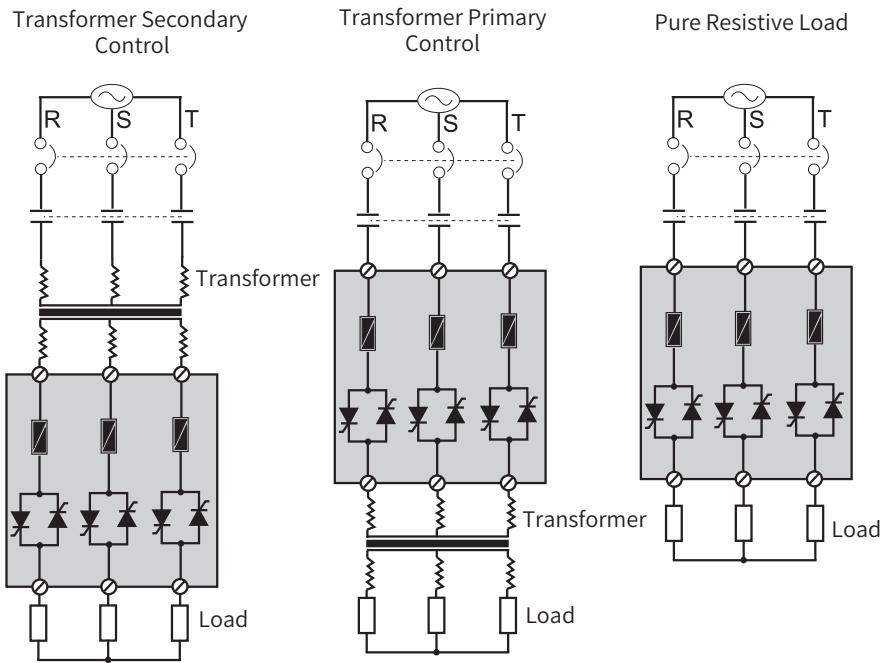 Transformer Secondary
Control
Transformer Primary
Control
Pure Resistive Load
R
S
T
R
S
T
R
S
T
Transformer
Transformer
Load
Load
Load